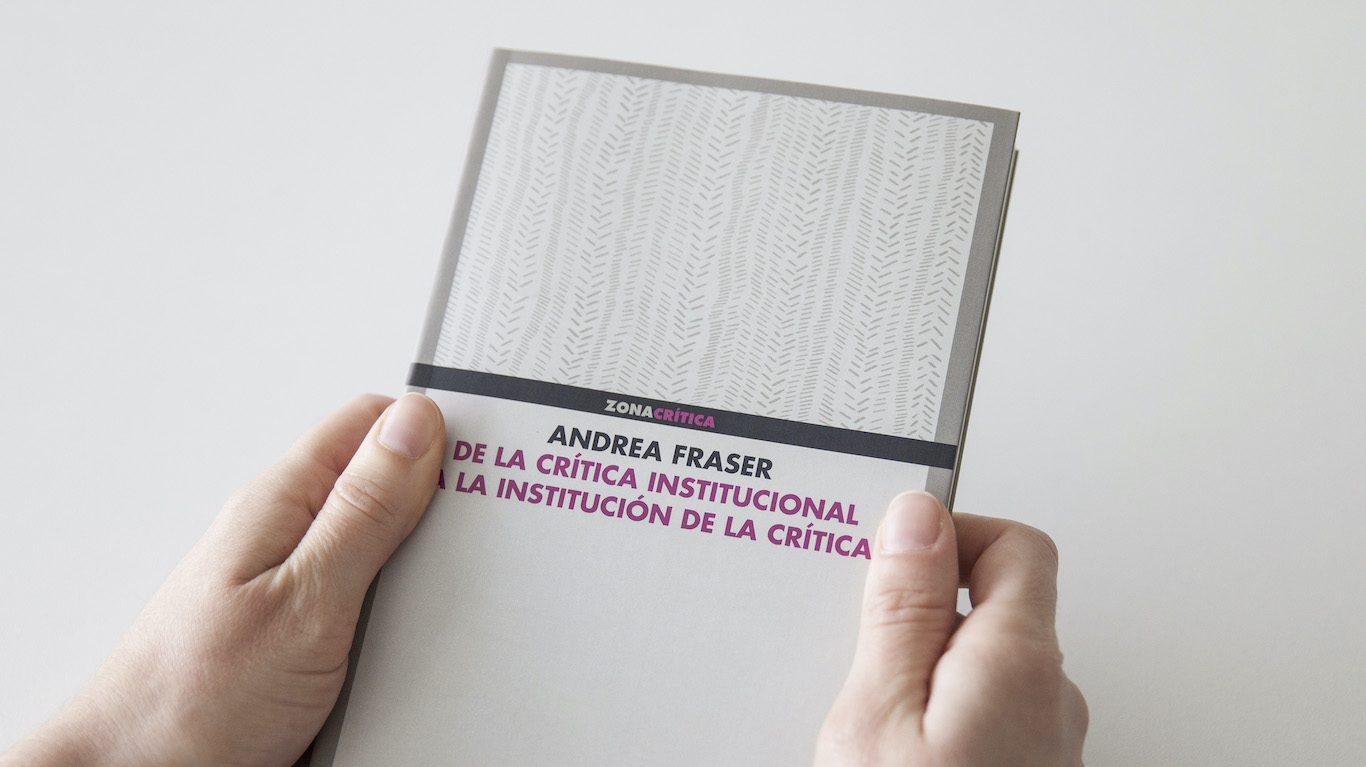 ZONACRÍTICA
ANDREA FRASER
DE LA CRÍTICA INSTITUCIONAL
A LA INSTITUCIÓN DE LA CRÍTICA